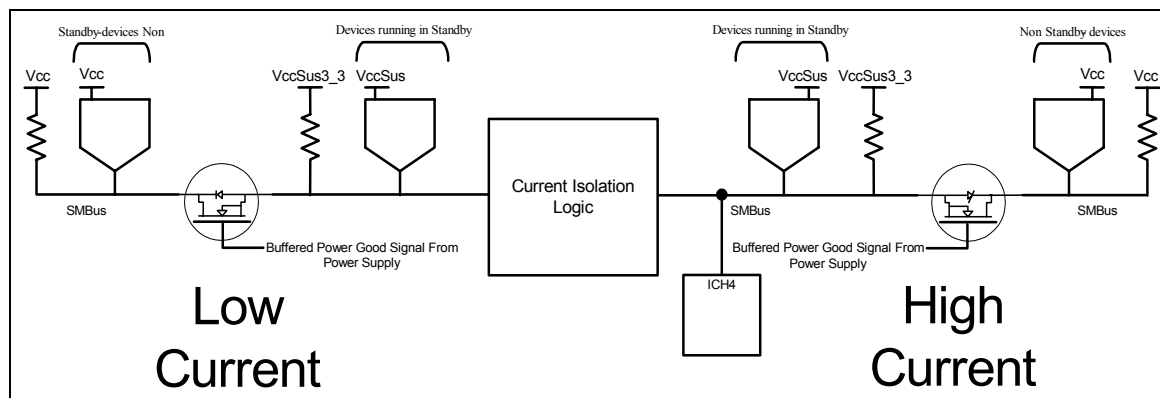 Standby-devices Non
Devices running in Standby
Devices running in Standby
Non Standby devices
Vcc
Vcc
VccSus3_3
VccSus
VccSus
VccSus3_3
Vcc
Vcc
Current Isolation
Logic
SMBus
SMBus
SMBus
Buffered Power Good Signal From
Power Supply
Buffered Power Good Signal From
Power Supply
ICH4
Low
Current
High
Current